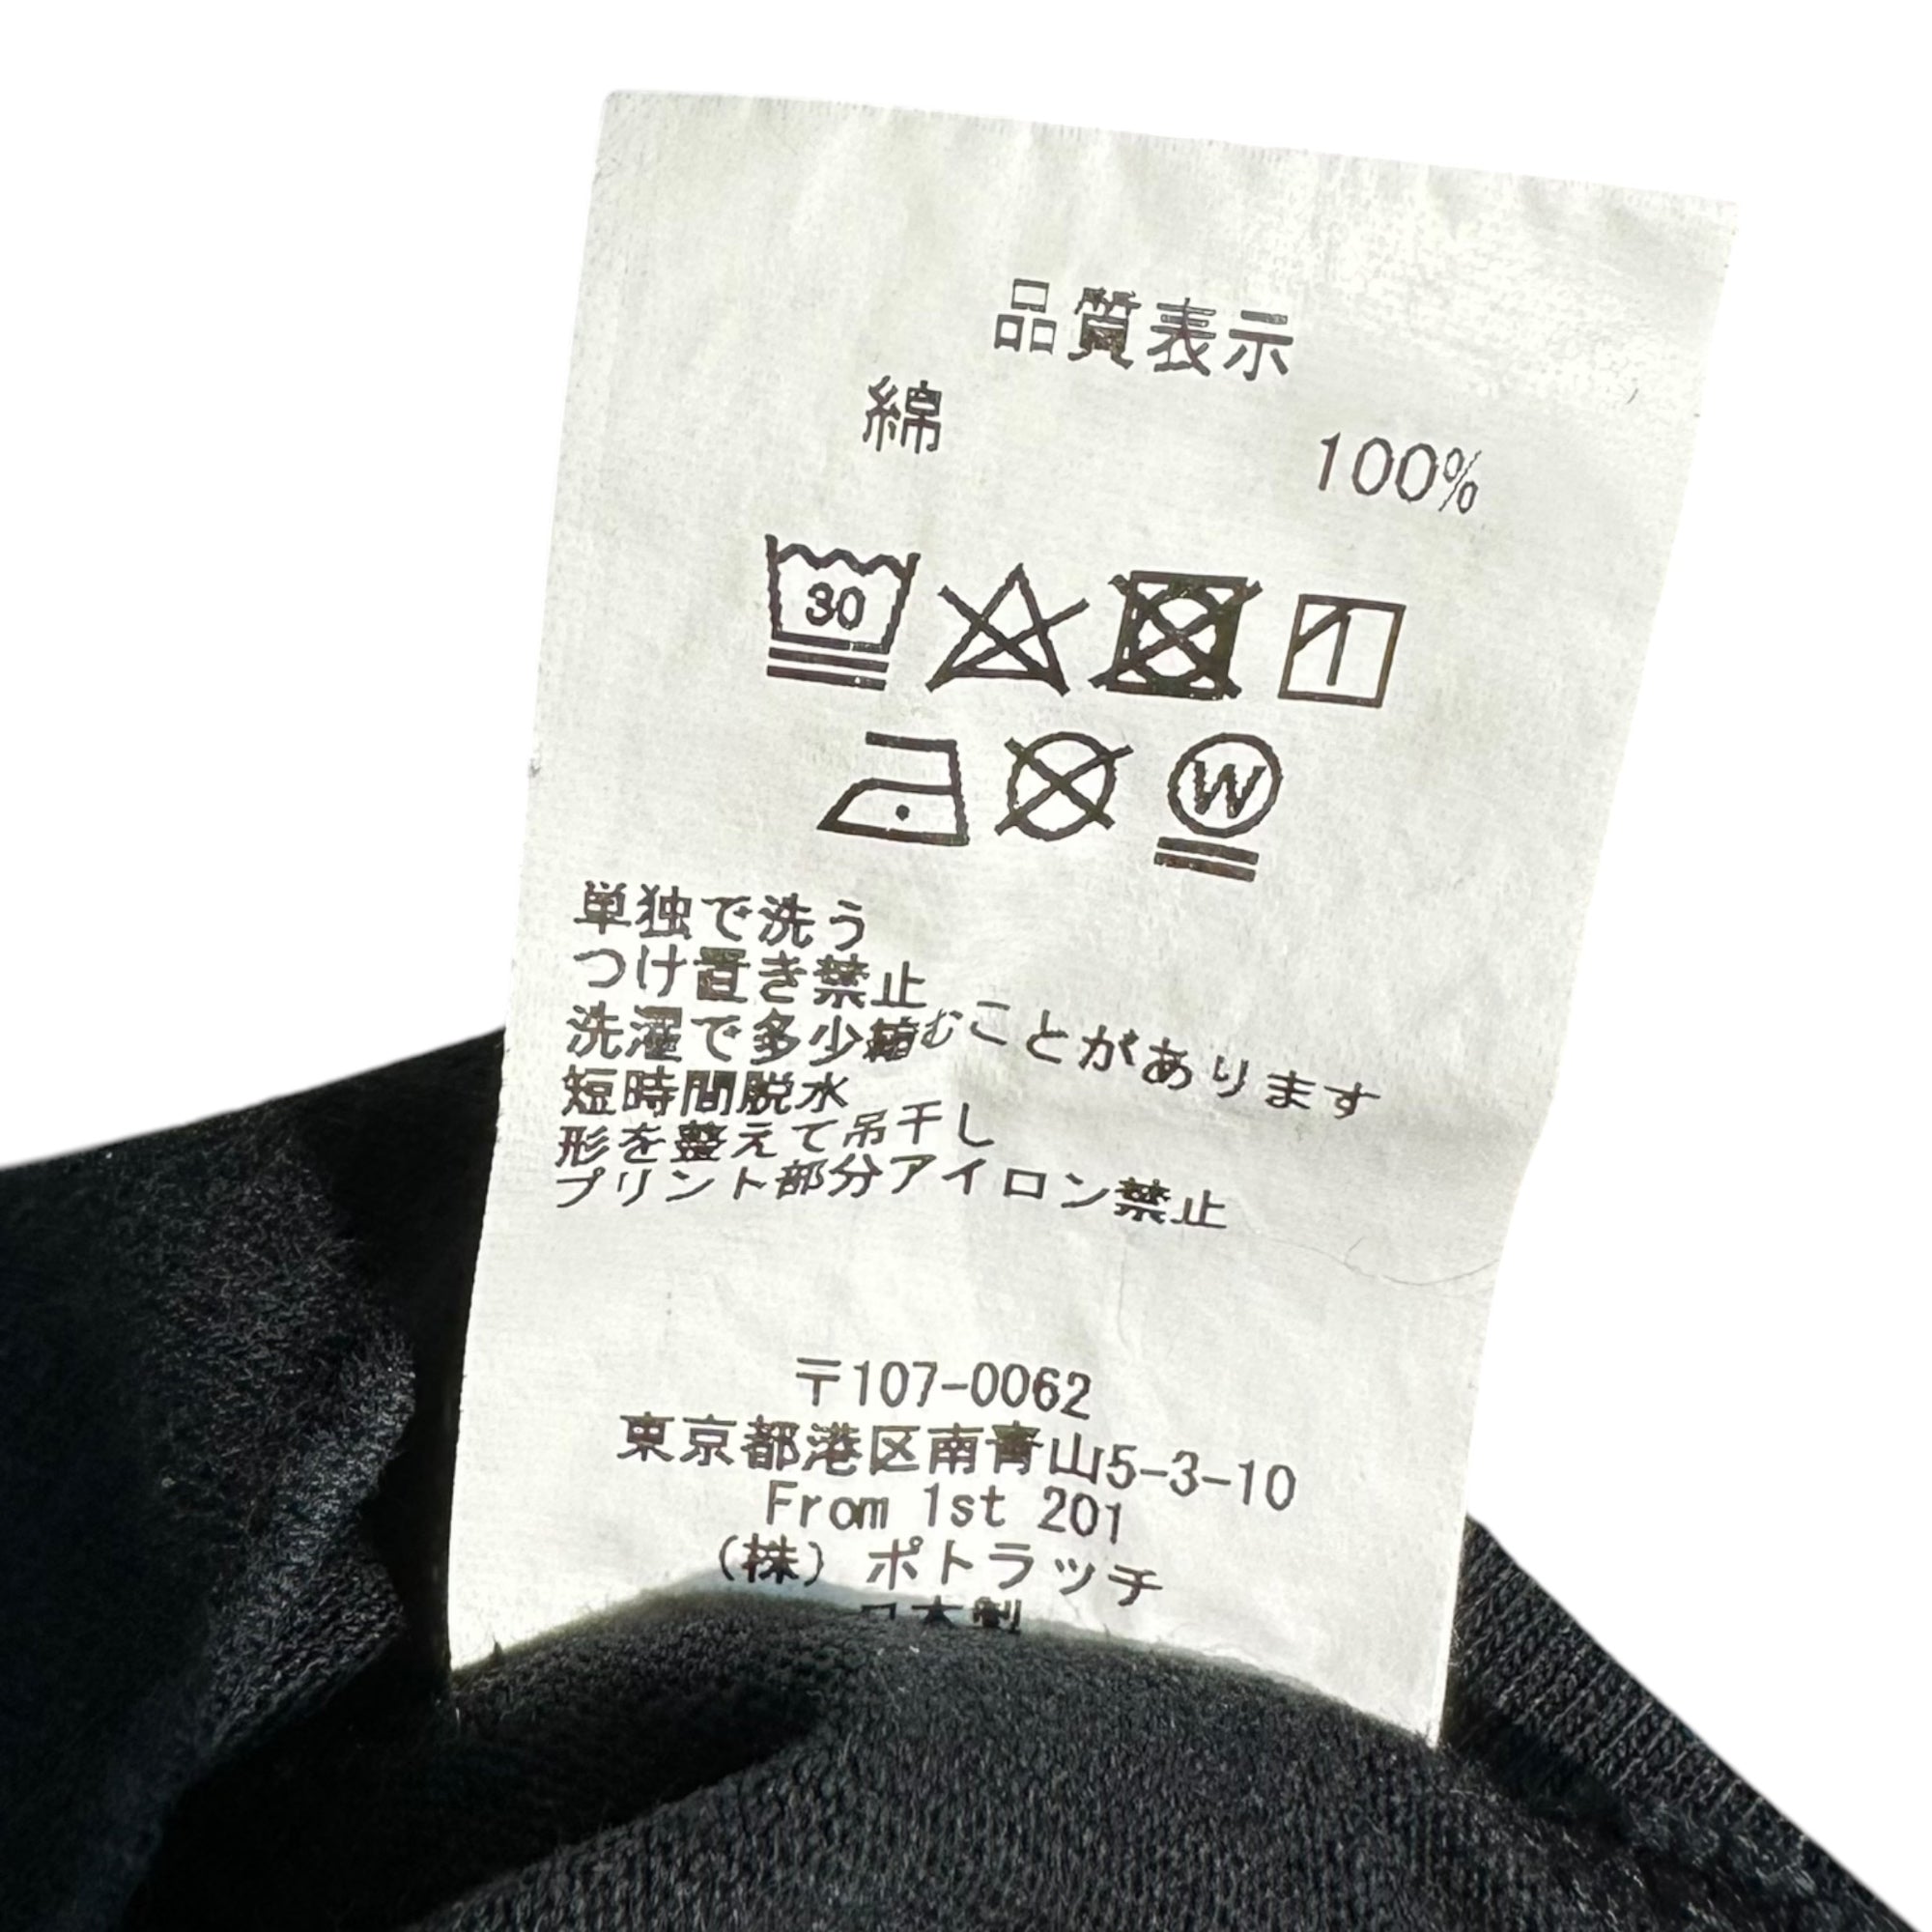 品質表示
綿 100%
30
W
単独で洗う
つけ置き禁止
洗濯で多少縮むことがあります
短時間脱水
形を整えて吊干し
プリント部分アイロン禁止
〒107-0062
東京都港区南青山5-3-10
From 1st 201
(株) ポトラッチ
日本製